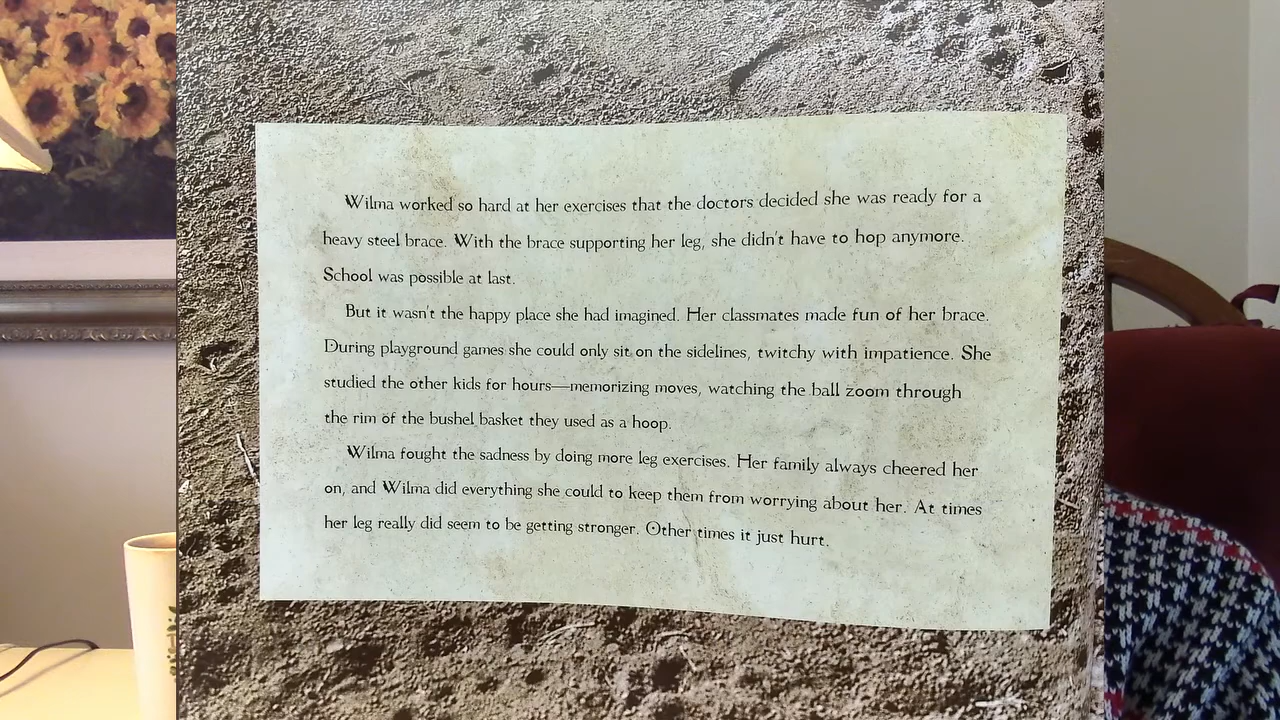 Wilma worked so hard at her exercises that the doctors decided she was ready for a
heavy steel brace. With the brace supporting her leg, she didn't have to hop anymore.
School was possible at last.
But it wasn't the happy place she had imagined. Her classmates made fun of her brace.
During playground games she could only sit on the sidelines, twitchy with impatience. She
studied the other kids for hours—memorizing moves, watching the ball zoom through
the rim of the bushel basket they used as a hoop.
Wilma fought the sadness by doing more leg exercises. Her family always cheered her
on, and Wilma did everything she could to keep them from worrying about her. At times
her leg really did seem to be getting stronger. Other times it just hurt.